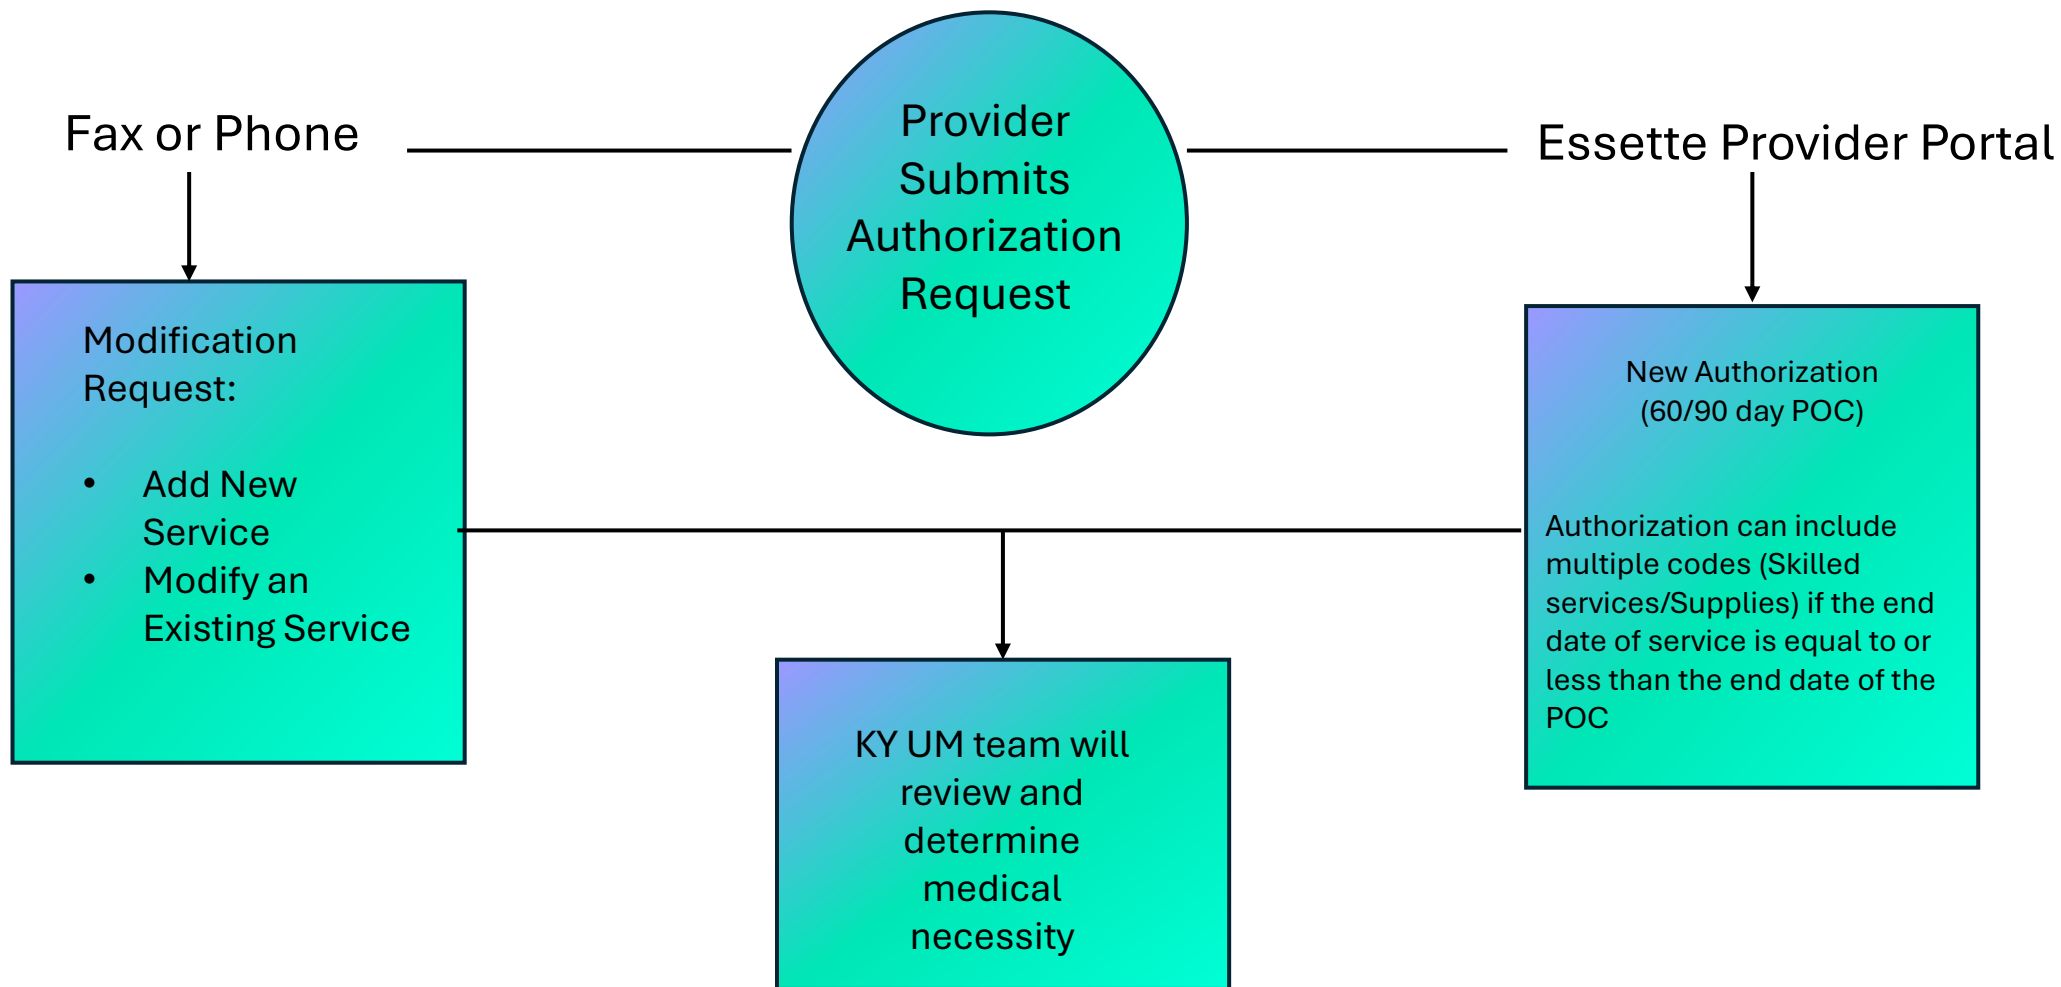 Provider
Submits
Authorization
Request
Fax or Phone
Essette Provider Portal
Modification
Request:
• Add New
Service
• Modify an
Existing Service
New Authorization
(60/90 day POC)
Authorization can include
multiple codes (Skilled
services/Supplies) if the end
date of service is equal to or
less than the end date of the
POC
KY UM team will
review and
determine
medical
necessity